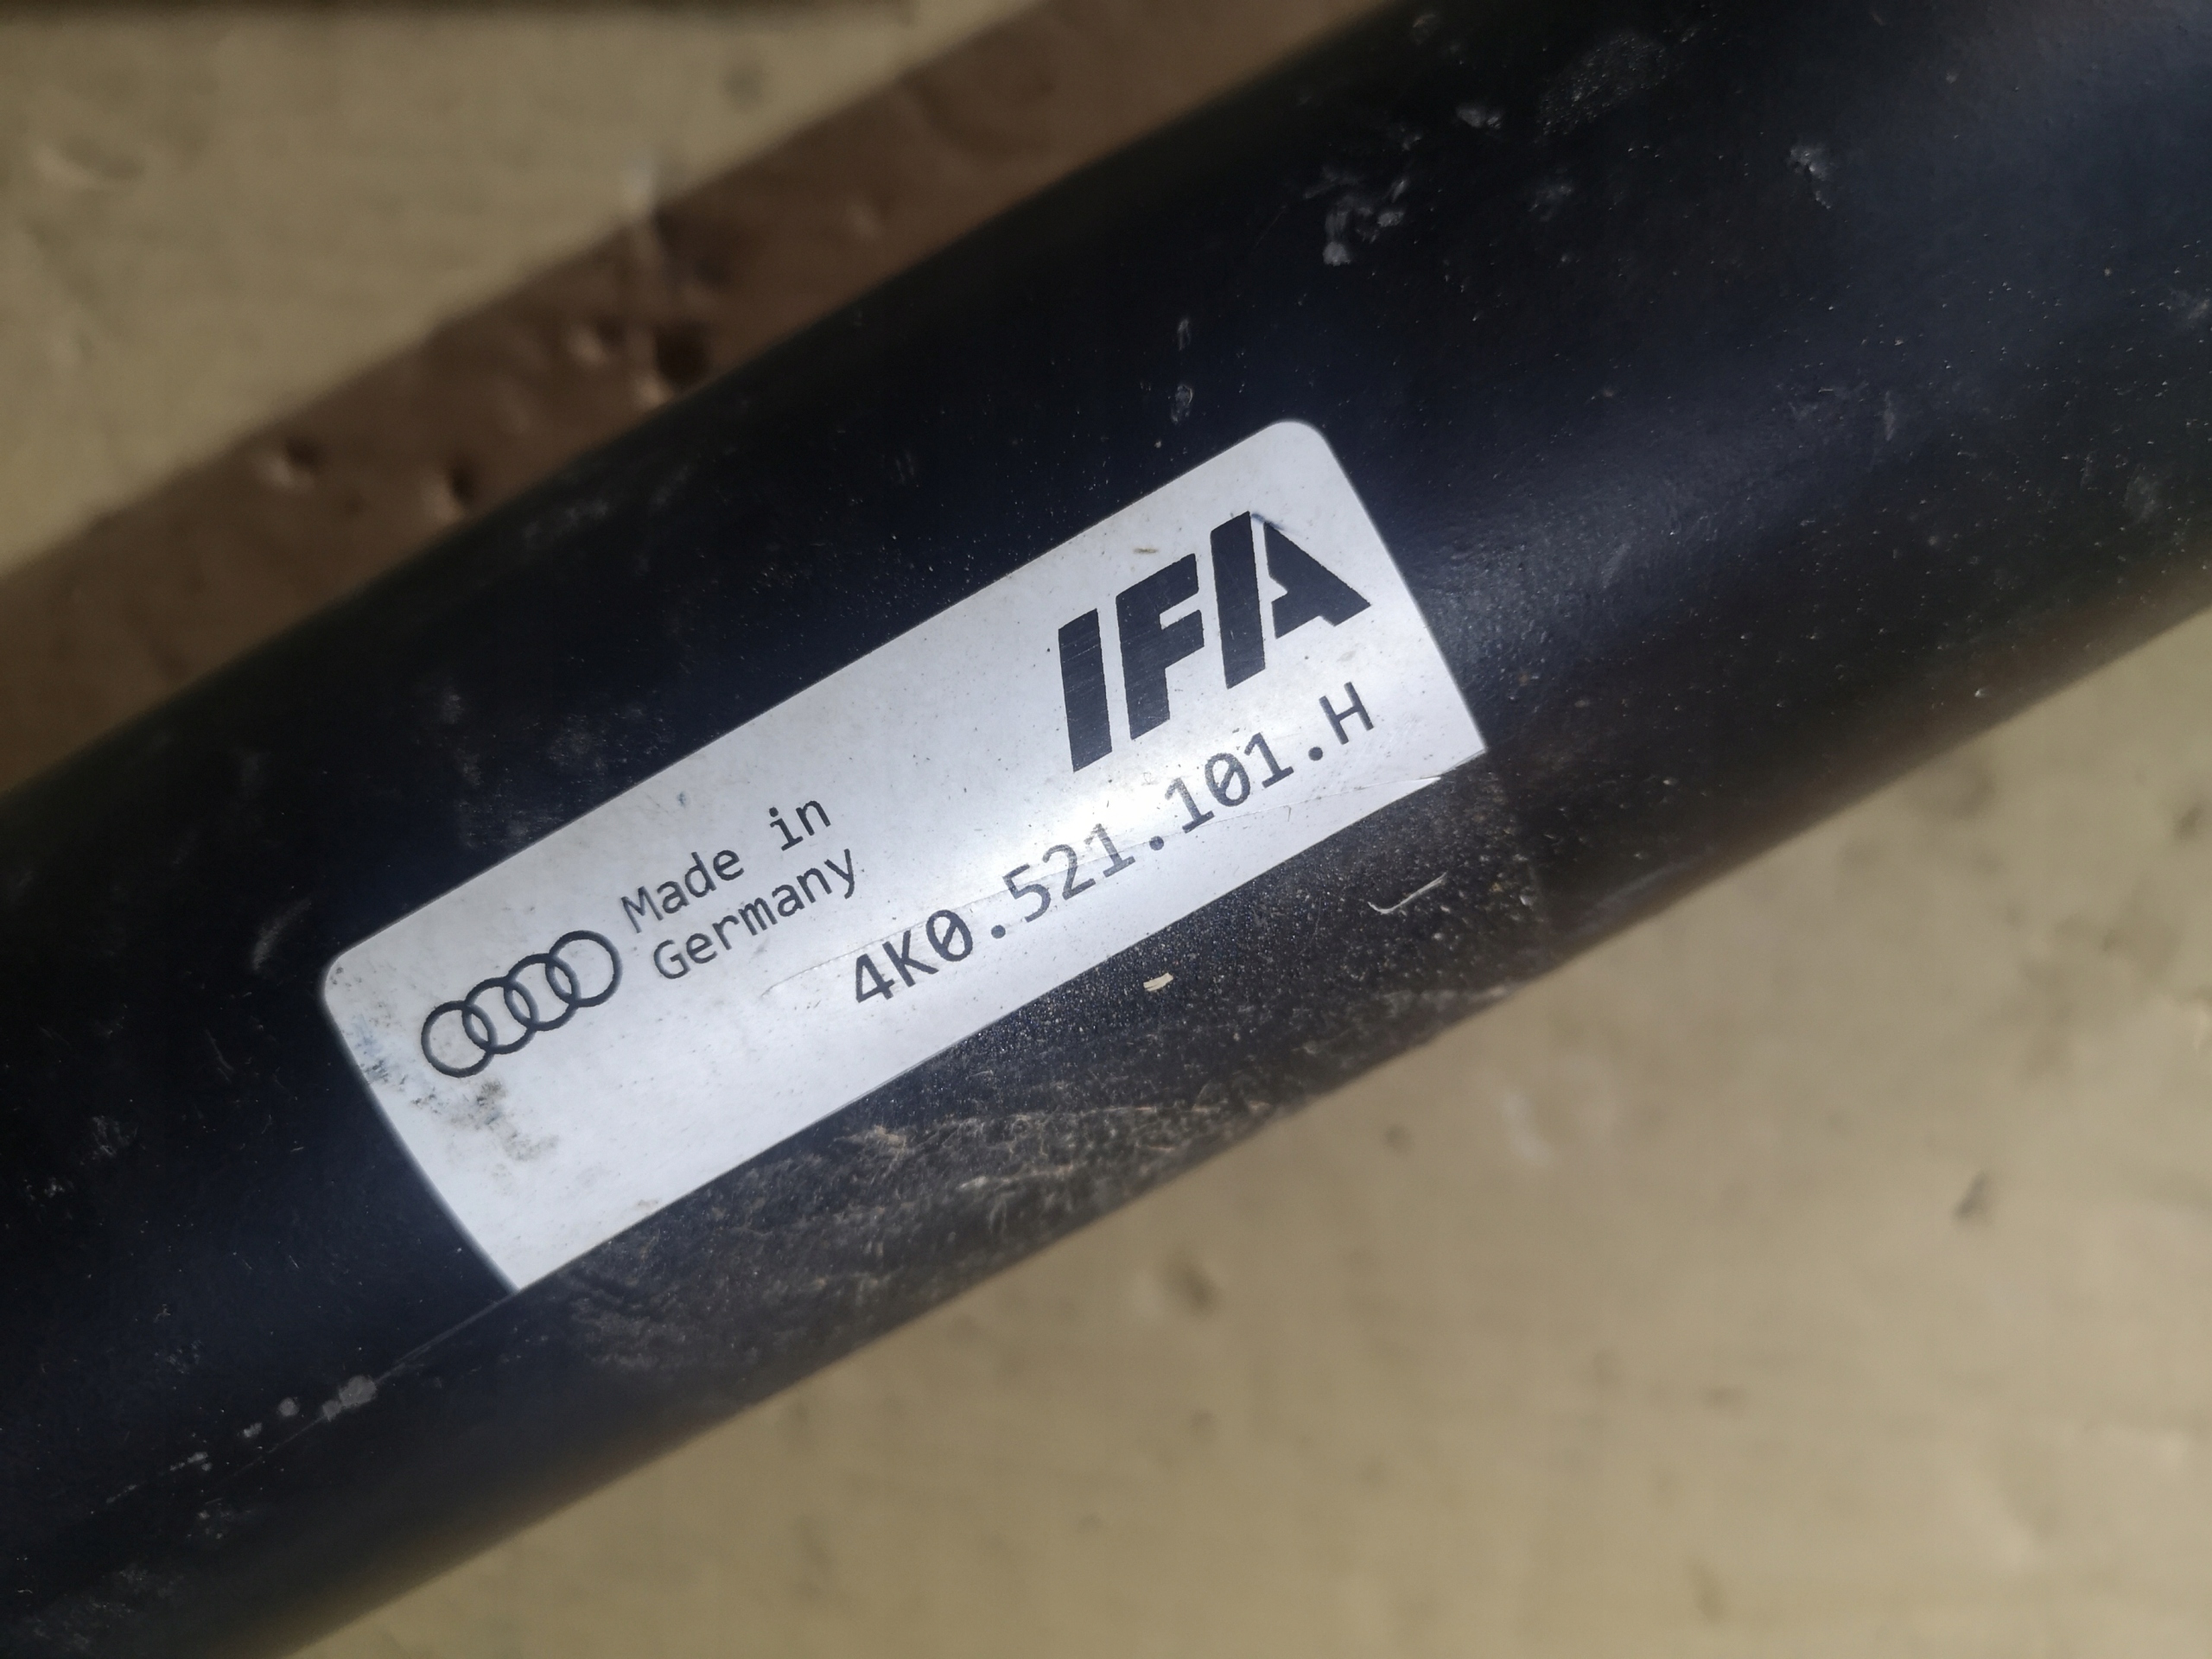 IFA
Made in
Germany
4K0.521.101.H